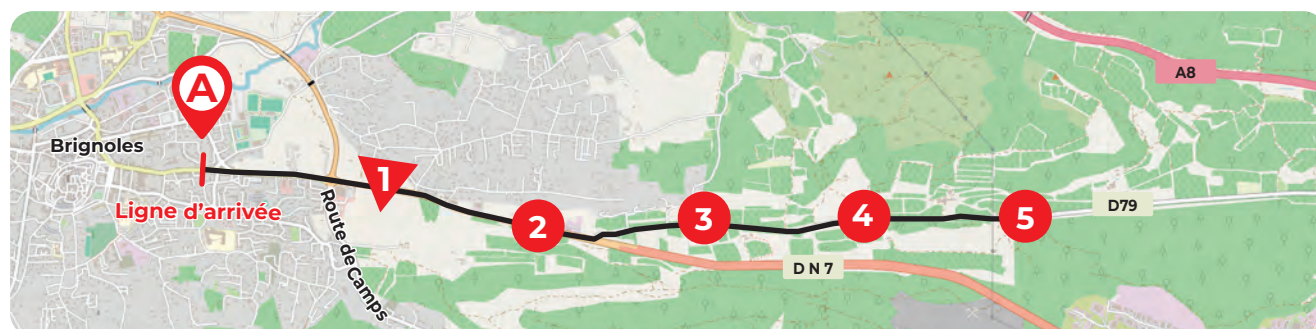 A8
A
Brignoles
1
Ligne d’arrivée
Route de Camps
2
3
4
5
D79
D N 7